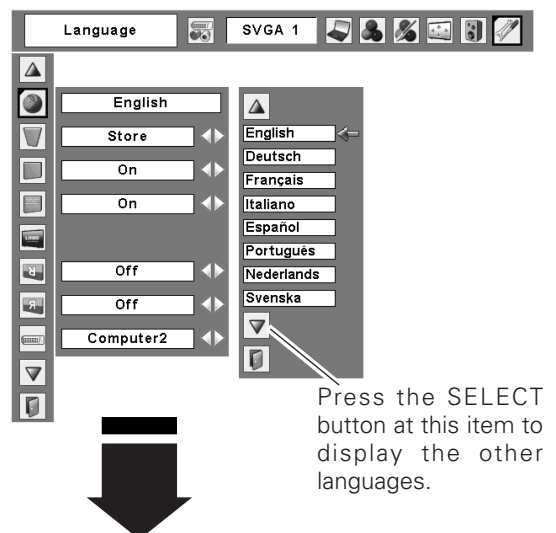 Language
SVGA 1
English
Store
On
On
LOGO
Off
Off
Computer2
English
Deutsch
Français
Italiano
Español
Português
Nederlands
Svenska
Press the SELECT
button at this item to
display the other
languages.